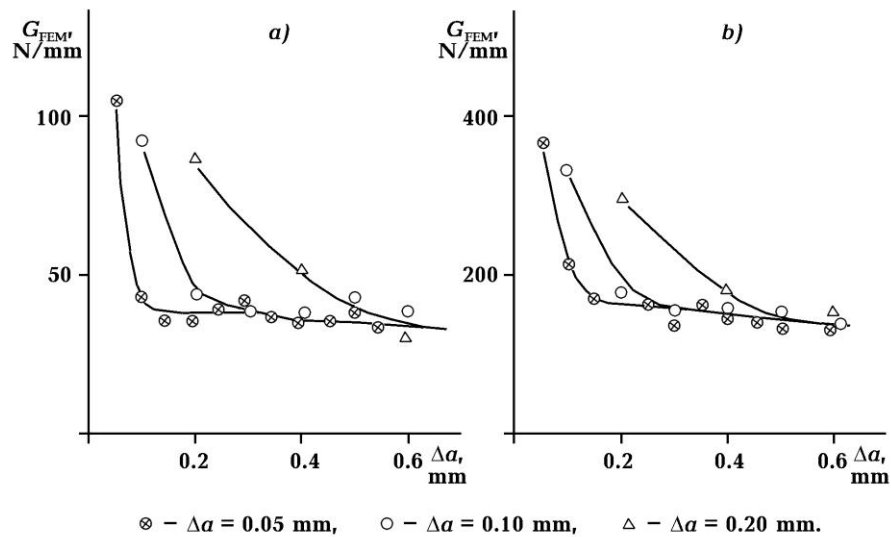 G_FEM,
N/mm
a)
100
50
0.2
0.4
0.6
Δa,
mm
G_FEM,
N/mm
b)
400
200
0.2
0.4
0.6
Δa,
mm
⊗ – Δa = 0.05 mm, ○ – Δa = 0.10 mm, △ – Δa = 0.20 mm.